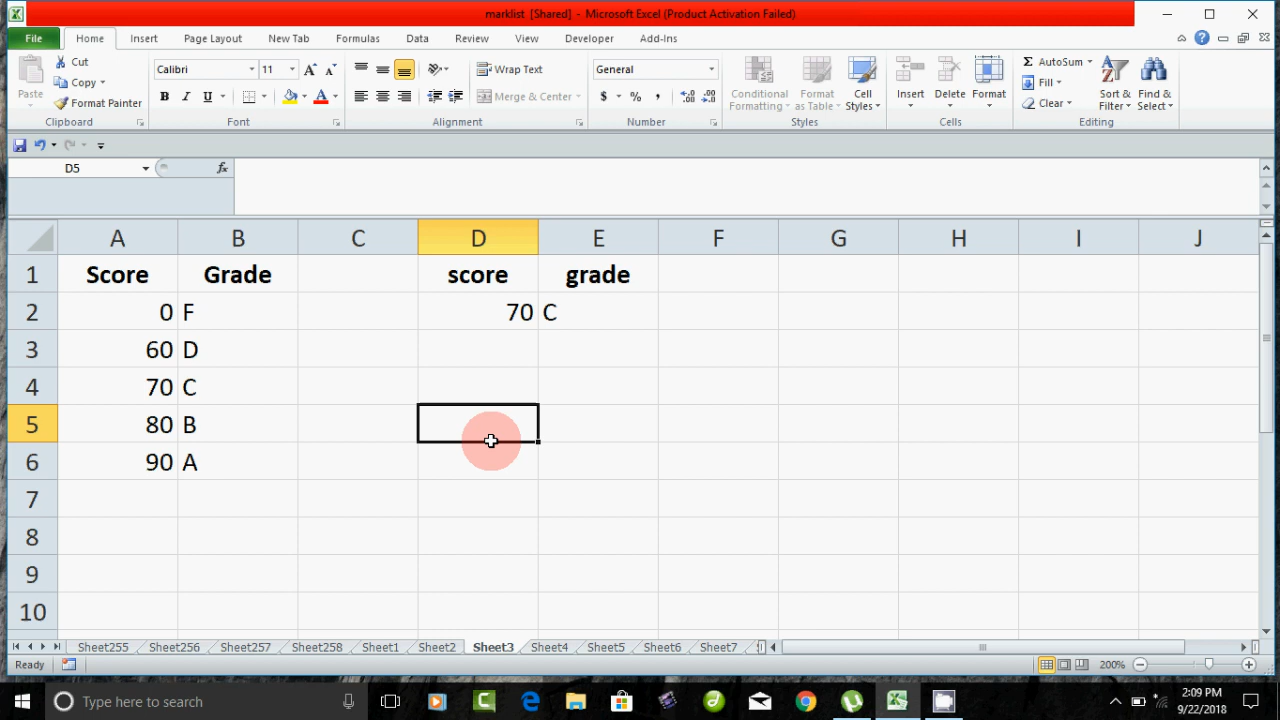 marklist [Shared] - Microsoft Excel (Product Activation Failed)
File Home Insert Page Layout New Tab Formulas Data Review View Developer Add-Ins
Paste
Cut
Copy
Format Painter
Clipboard
Calibri 11
B I U
A
Font
Wrap Text
Merge & Center
Alignment
General
$ % ,
Number
Conditional Formatting
Format as Table
Cell Styles
Styles
Insert
Delete
Format
Cells
Σ AutoSum
Fill
Clear
Sort & Filter
Find & Select
Editing
D5 fx
A B C D E F G H I J
1 Score Grade score grade
2 0 F 70 C
3 60 D
4 70 C
5 80 B
6 90 A
7
8
9
10
Sheet255 Sheet256 Sheet257 Sheet258 Sheet1 Sheet2 Sheet3 Sheet4 Sheet5 Sheet6 Sheet7
Ready 200%
Type here to search
2:09 PM
9/22/2018